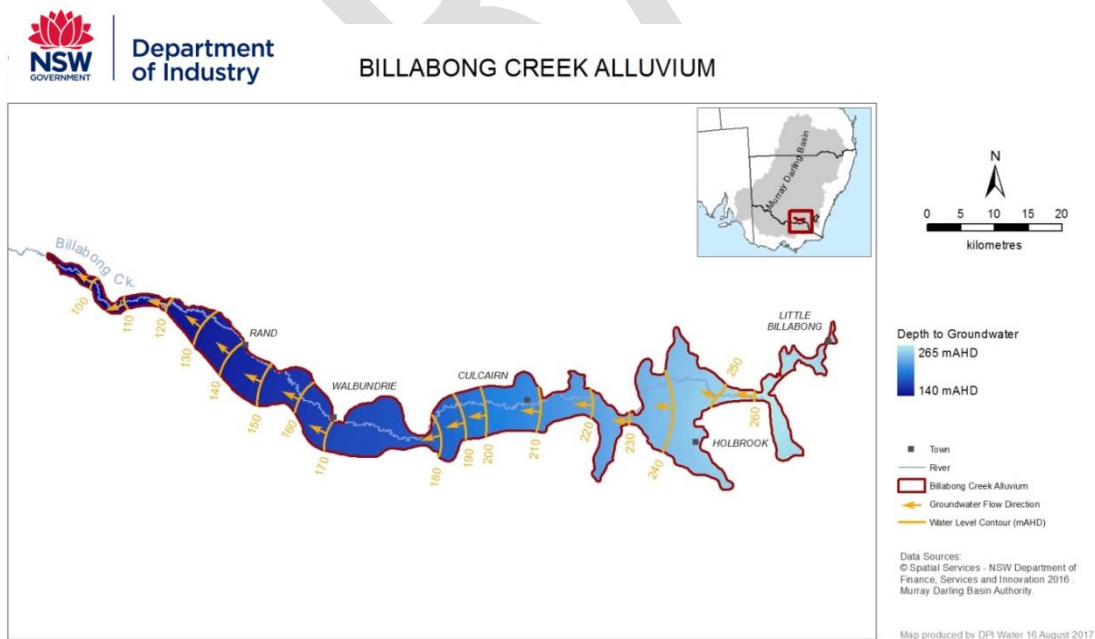 NSW
GOVERNMENT
Department
of Industry
BILLABONG CREEK ALLUVIUM
Murray Darling Basin
N
0 5 10 15 20
kilometres
Billabong Ck.
100
110
120
130
140
150
160
170
180
190
200
210
220
230
240
250
260
RAND
WALBUNDRIE
CULCAIRN
HOLBROOK
LITTLE
BILLABONG
Depth to Groundwater
265 mAHD
140 mAHD
Town
River
Billabong Creek Alluvium
Groundwater Flow Direction
Water Level Contour (mAHD)
Data Sources:
© Spatial Services - NSW Department of
Finance, Services and Innovation 2016 .
Murray Darling Basin Authority.
Map produced by DPI Water 16 August 2017